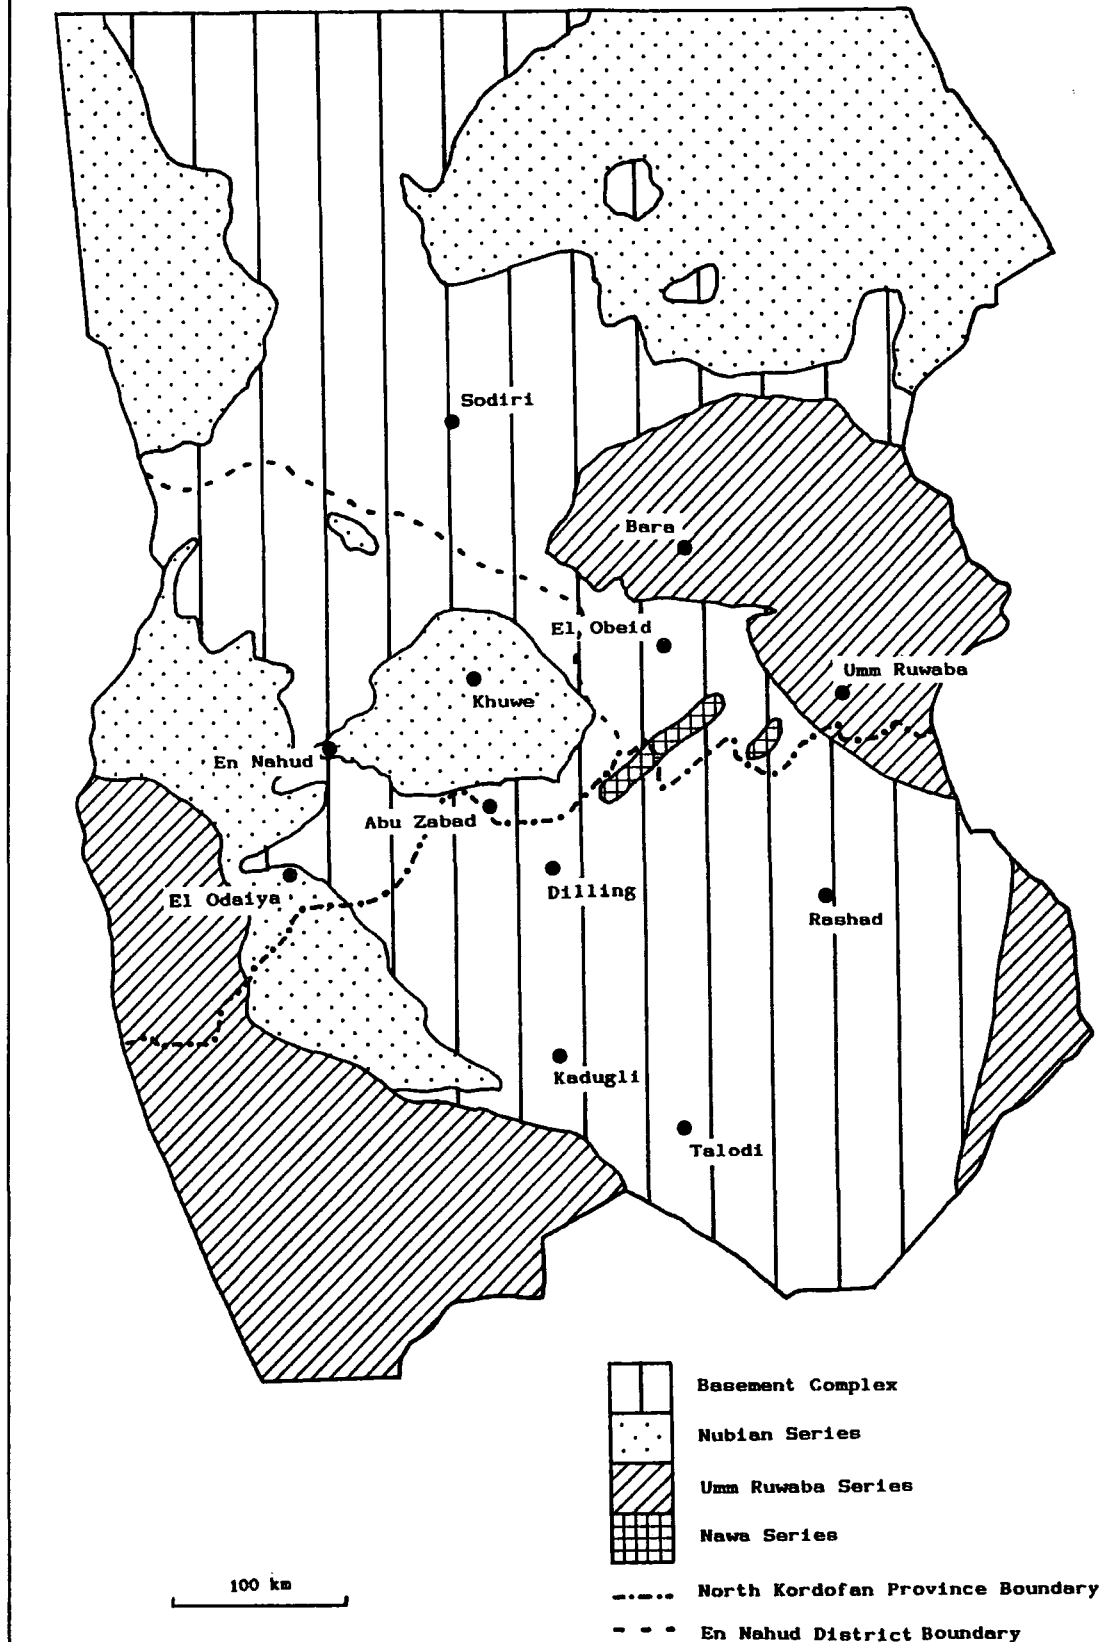 Sodiri
Bara
El Obeid
Umm Ruwaba
Khuwe
En Nahud
Abu Zabad
El Odaiya
Dilling
Rashad
Kadugli
Talodi
Basement Complex
Nubian Series
Umm Ruwaba Series
Nawa Series
100 km
North Kordofan Province Boundary
En Nahud District Boundary